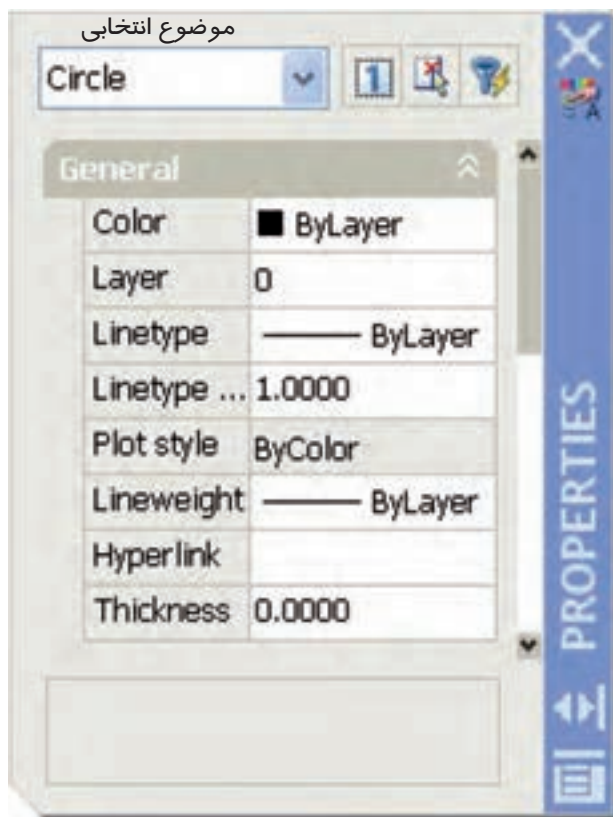 موضوع انتخابی
Circle
1
General
Color ByLayer
Layer 0
Linetype ByLayer
Linetype ... 1.0000
Plot style ByColor
Lineweight ByLayer
Hyperlink
Thickness 0.0000
PROPERTIES